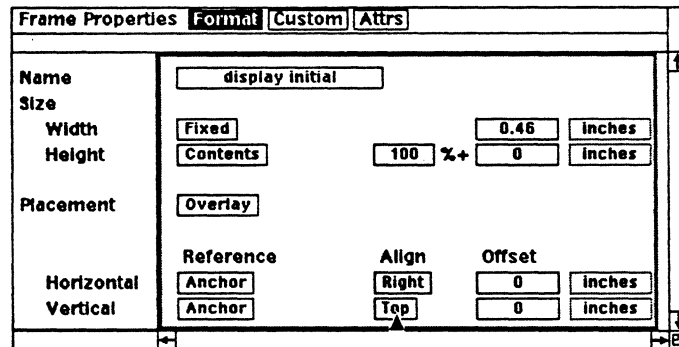 Frame Properties Format Custom Attrs
Name display initial
Size
Width Fixed 0.46 inches
Height Contents 100 %+ 0 inches
Placement Overlay
Reference Align Offset
Horizontal Anchor Right 0 inches
Vertical Anchor Top 0 inches